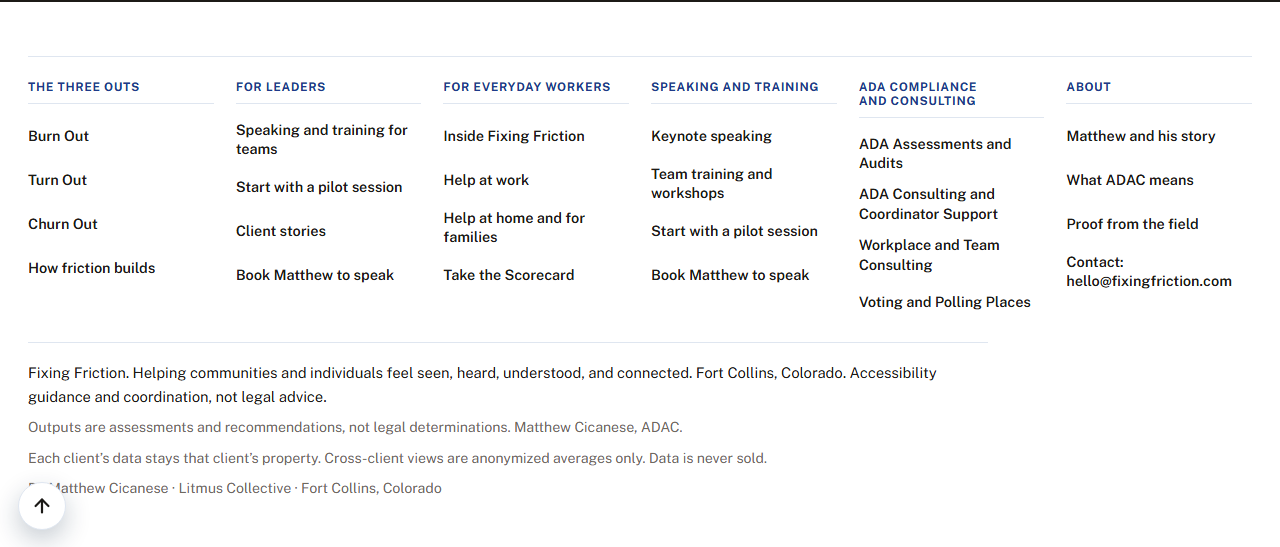 THE THREE OUTS
Burn Out
Turn Out
Churn Out
How friction builds
FOR LEADERS
Speaking and training for
teams
Start with a pilot session
Client stories
Book Matthew to speak
FOR EVERYDAY WORKERS
Inside Fixing Friction
Help at work
Help at home and for
families
Take the Scorecard
SPEAKING AND TRAINING
Keynote speaking
Team training and
workshops
Start with a pilot session
Book Matthew to speak
ADA COMPLIANCE
AND CONSULTING
ADA Assessments and
Audits
ADA Consulting and
Coordinator Support
Workplace and Team
Consulting
Voting and Polling Places
ABOUT
Matthew and his story
What ADAC means
Proof from the field
Contact:
hello@fixingfriction.com
Fixing Friction. Helping communities and individuals feel seen, heard, understood, and connected. Fort Collins, Colorado. Accessibility
guidance and coordination, not legal advice.
Outputs are assessments and recommendations, not legal determinations. Matthew Cicanese, ADAC.
Each client’s data stays that client’s property. Cross-client views are anonymized averages only. Data is never sold.
Matthew Cicanese · Litmus Collective · Fort Collins, Colorado